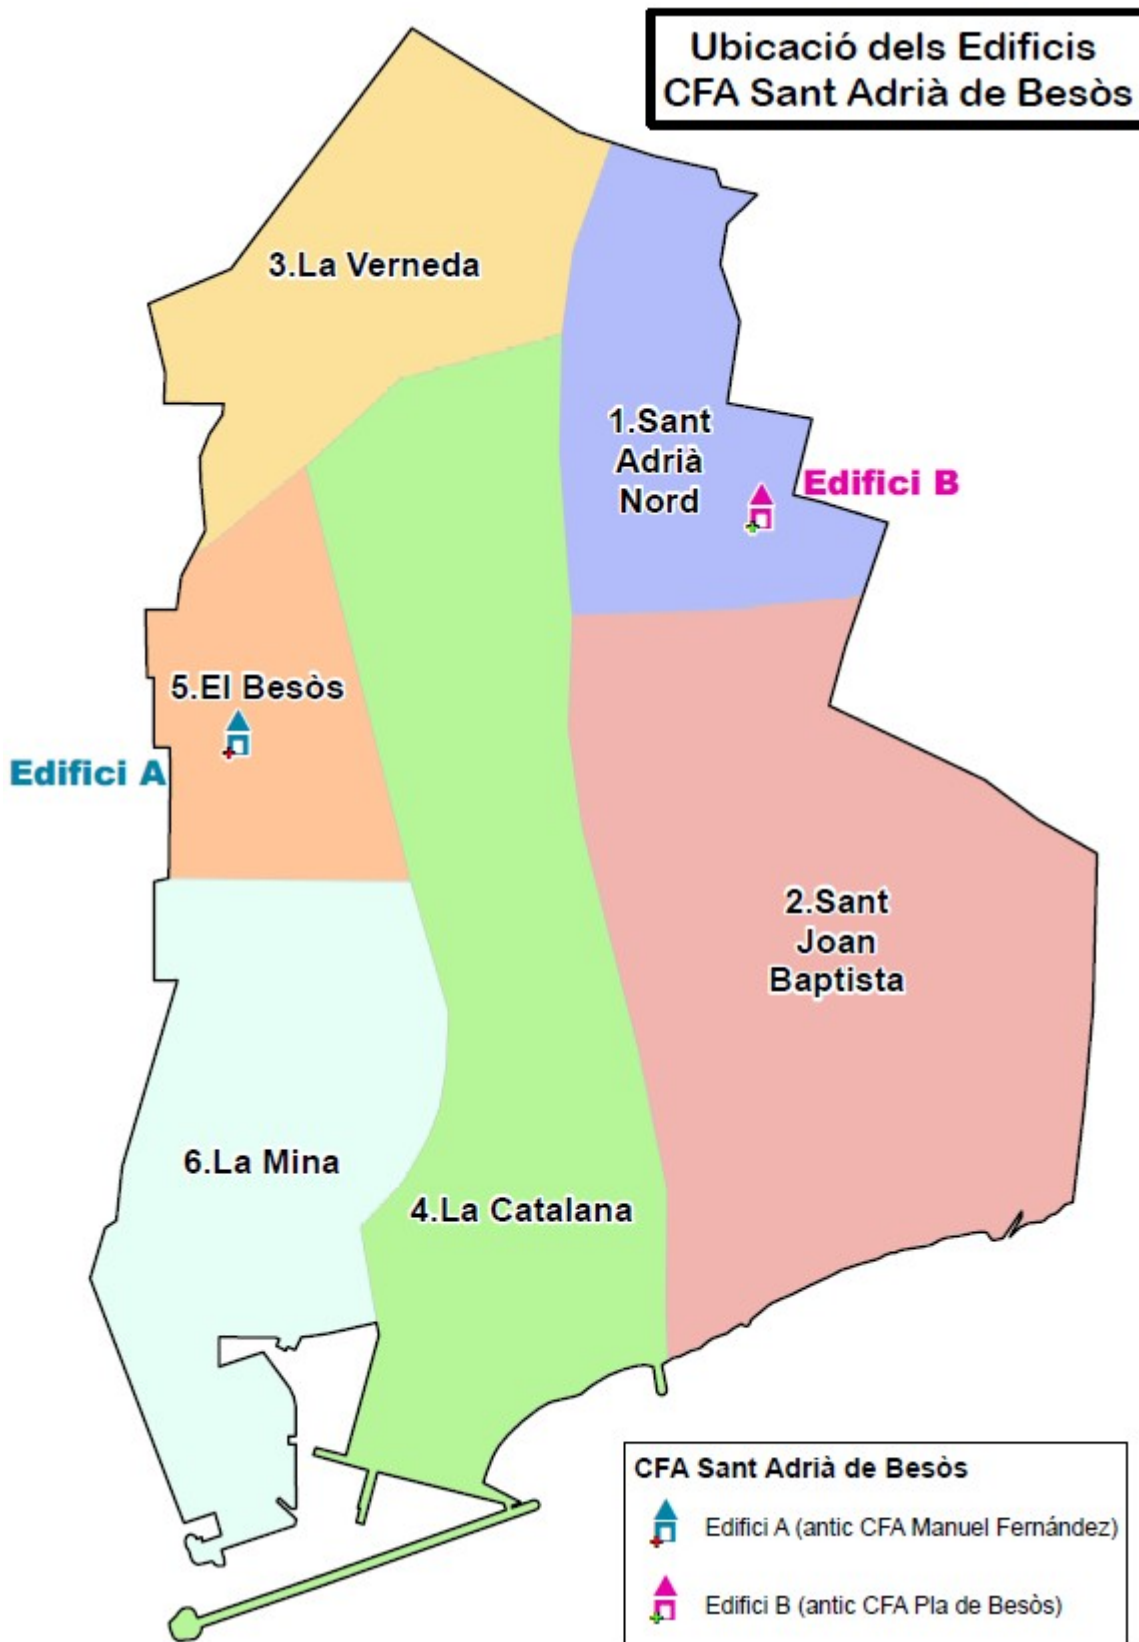 Ubicació dels Edificis
CFA Sant Adrià de Besòs
3.La Verneda
1.Sant
Adrià
Nord
Edifici B
5.El Besòs
Edifici A
2.Sant
Joan
Baptista
6.La Mina
4.La Catalana
CFA Sant Adrià de Besòs
Edifici A (antic CFA Manuel Fernández)
Edifici B (antic CFA Pla de Besòs)